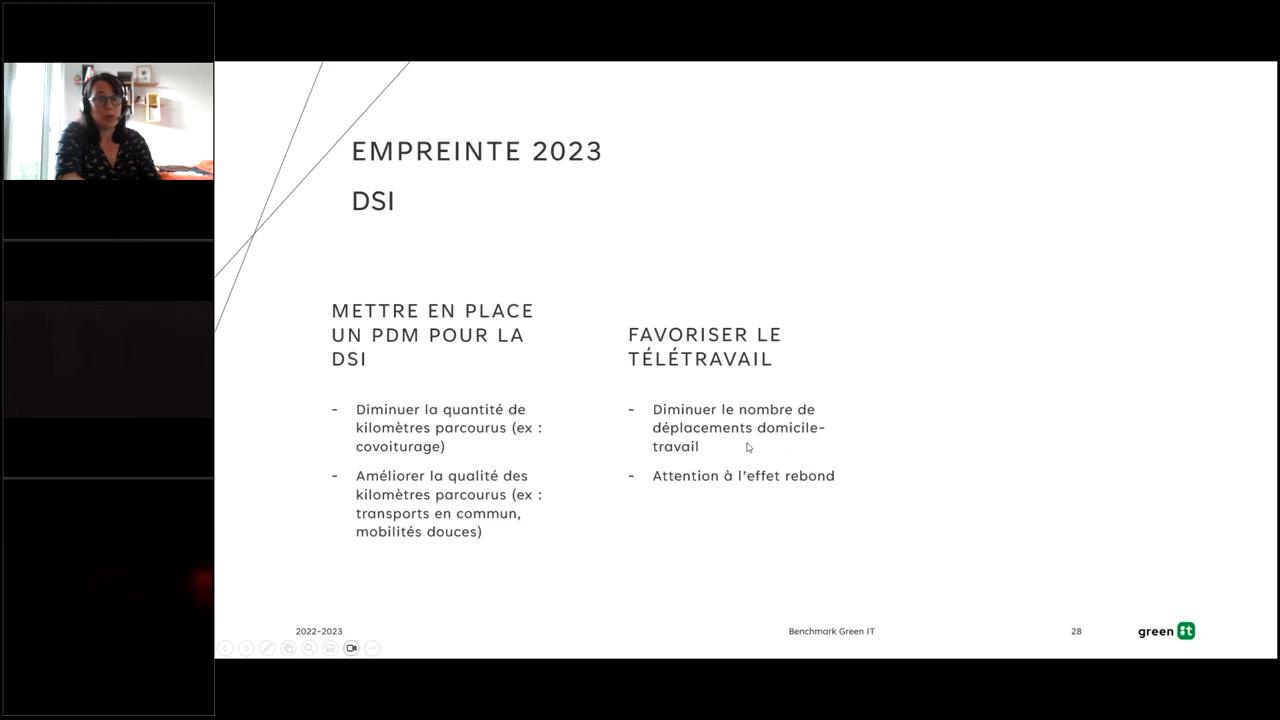 EMPREINTE 2023
DSI
METTRE EN PLACE
UN PDM POUR LA
DSI
- Diminuer la quantité de
kilomètres parcourus (ex :
covoiturage)
- Améliorer la qualité des
kilomètres parcourus (ex :
transports en commun,
mobilités douces)
FAVORISER LE
TÉLÉTRAVAIL
- Diminuer le nombre de
déplacements domicile-
travail
- Attention à l'effet rebond
2022-2023
Benchmark Green IT
28
green it